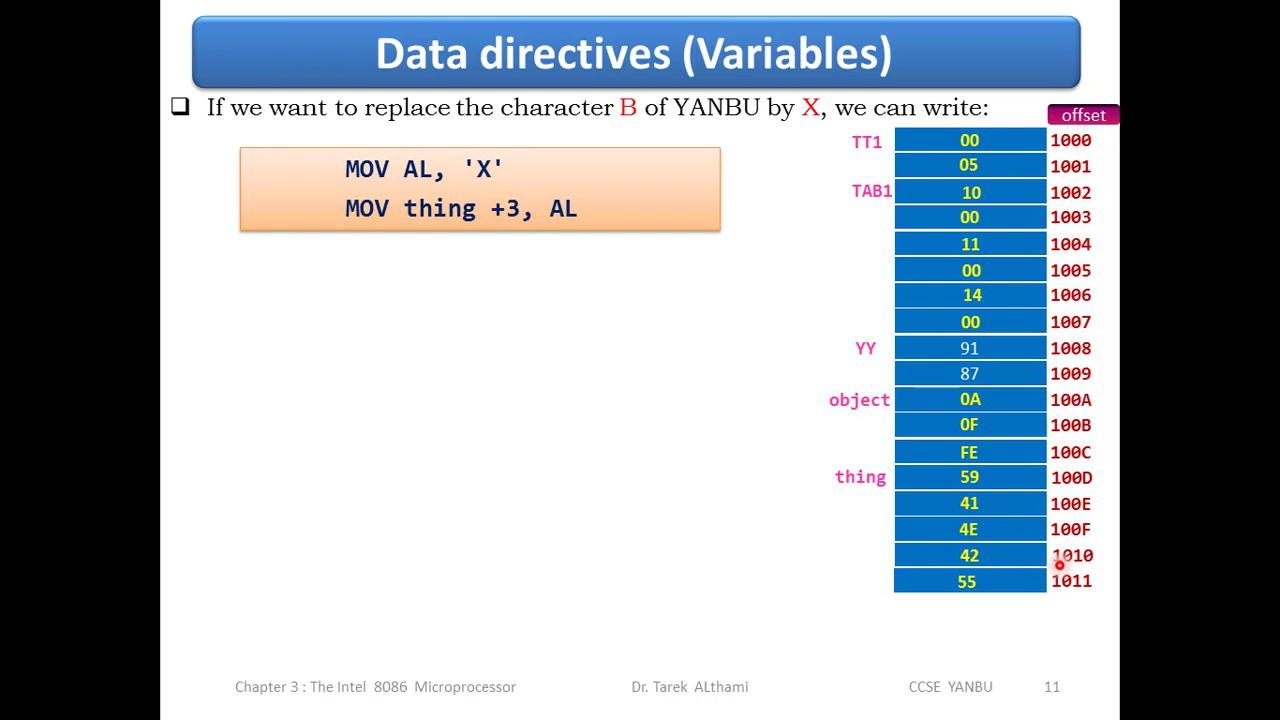 Data directives (Variables)
If we want to replace the character B of YANBU by X, we can write:
MOV AL, 'X'
MOV thing +3, AL
offset
TT1 00 1000
05 1001
TAB1 10 1002
00 1003
11 1004
00 1005
14 1006
00 1007
YY 91 1008
87 1009
object 0A 100A
0F 100B
FE 100C
thing 59 100D
41 100E
4E 100F
42 1010
55 1011
Chapter 3 : The Intel 8086 Microprocessor Dr. Tarek ALthami CCSE YANBU 11